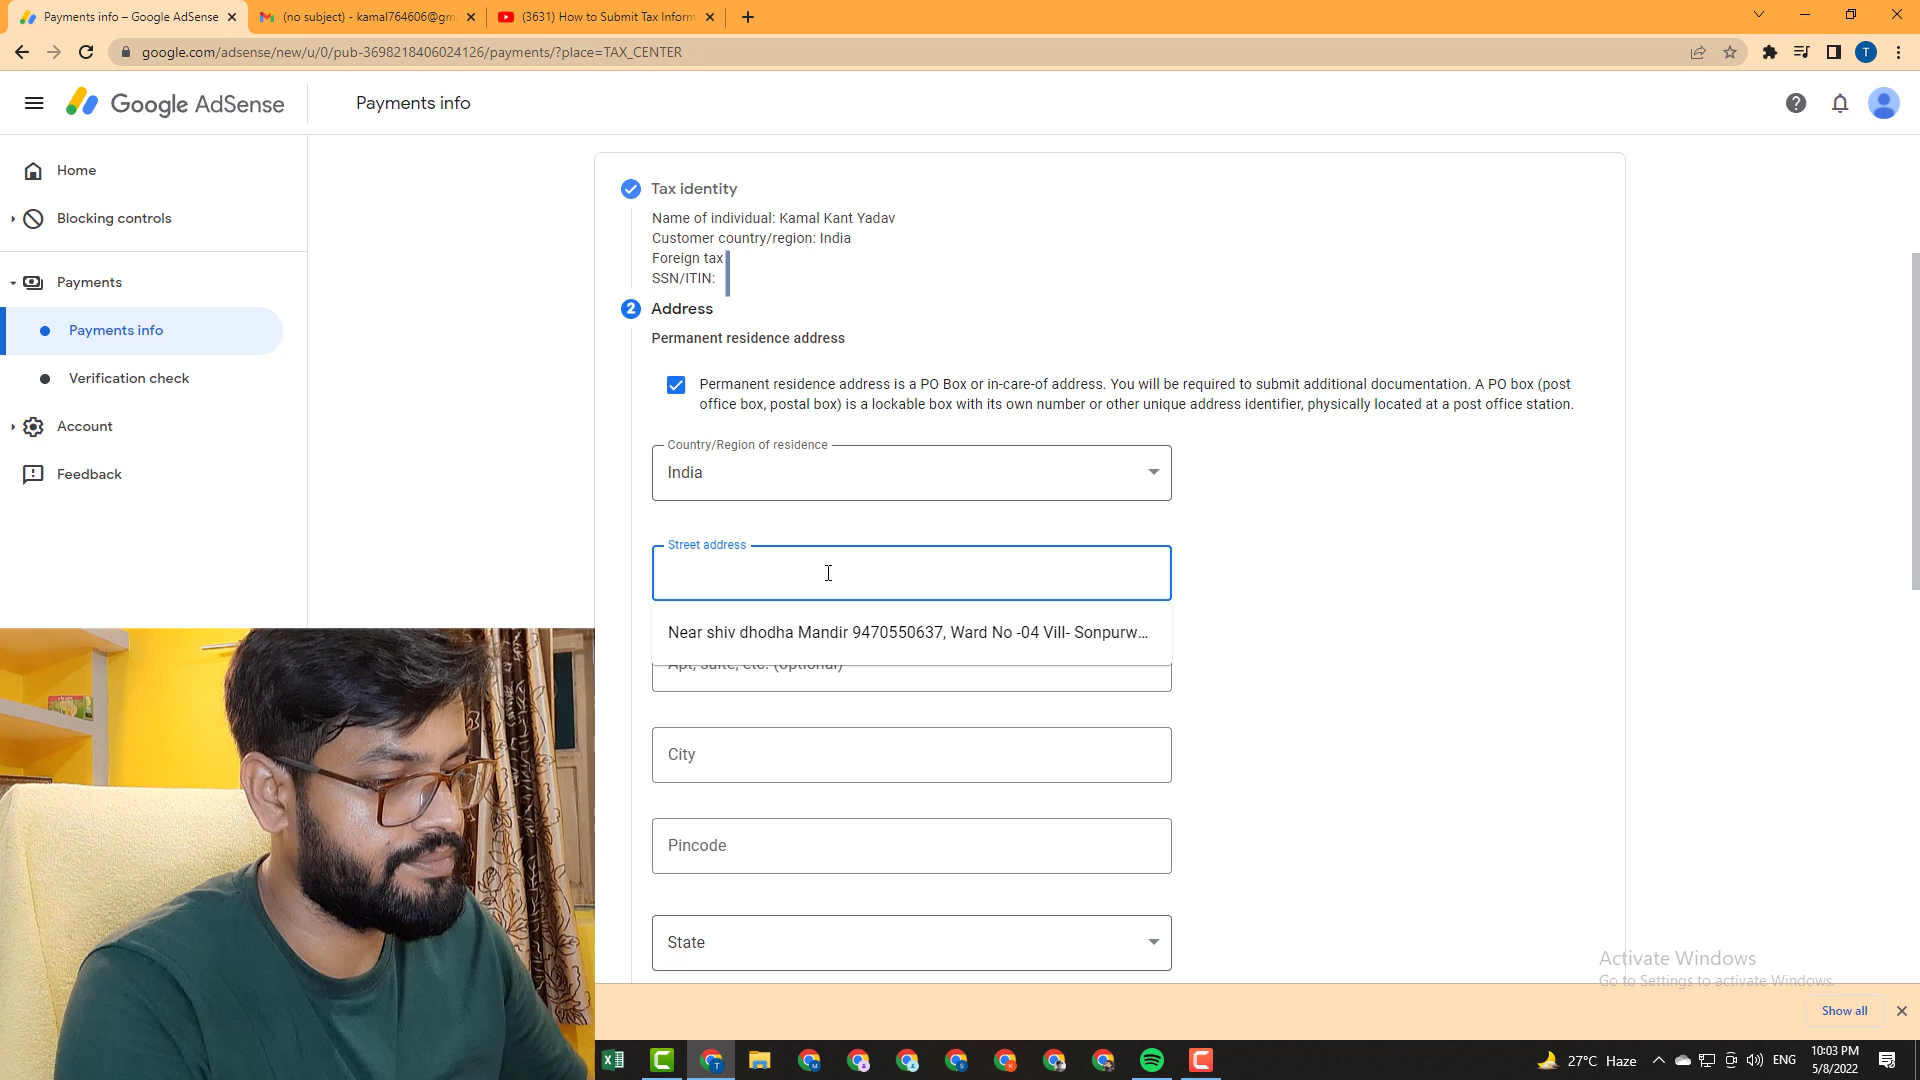 Payments info – Google AdSense
(no subject) - kamal764606@gm
(3631) How to Submit Tax Inform
google.com/adsense/new/u/0/pub-3698218406024126/payments/?place=TAX_CENTER
T
Google AdSense
Payments info
Home
Blocking controls
Payments
Payments info
Verification check
Account
Feedback
Tax identity
Name of individual: Kamal Kant Yadav
Customer country/region: India
Foreign tax
SSN/ITIN:
2 Address
Permanent residence address
Permanent residence address is a PO Box or in-care-of address. You will be required to submit additional documentation. A PO box (post
office box, postal box) is a lockable box with its own number or other unique address identifier, physically located at a post office station.
Country/Region of residence
India
Street address
Near shiv dhodha Mandir 9470550637, Ward No -04 Vill- Sonpurw...
Apt, suite, etc. (optional)
City
Pincode
State
Activate Windows
Go to Settings to activate Windows.
Show all
27°C Haze
ENG
10:03 PM
5/8/2022